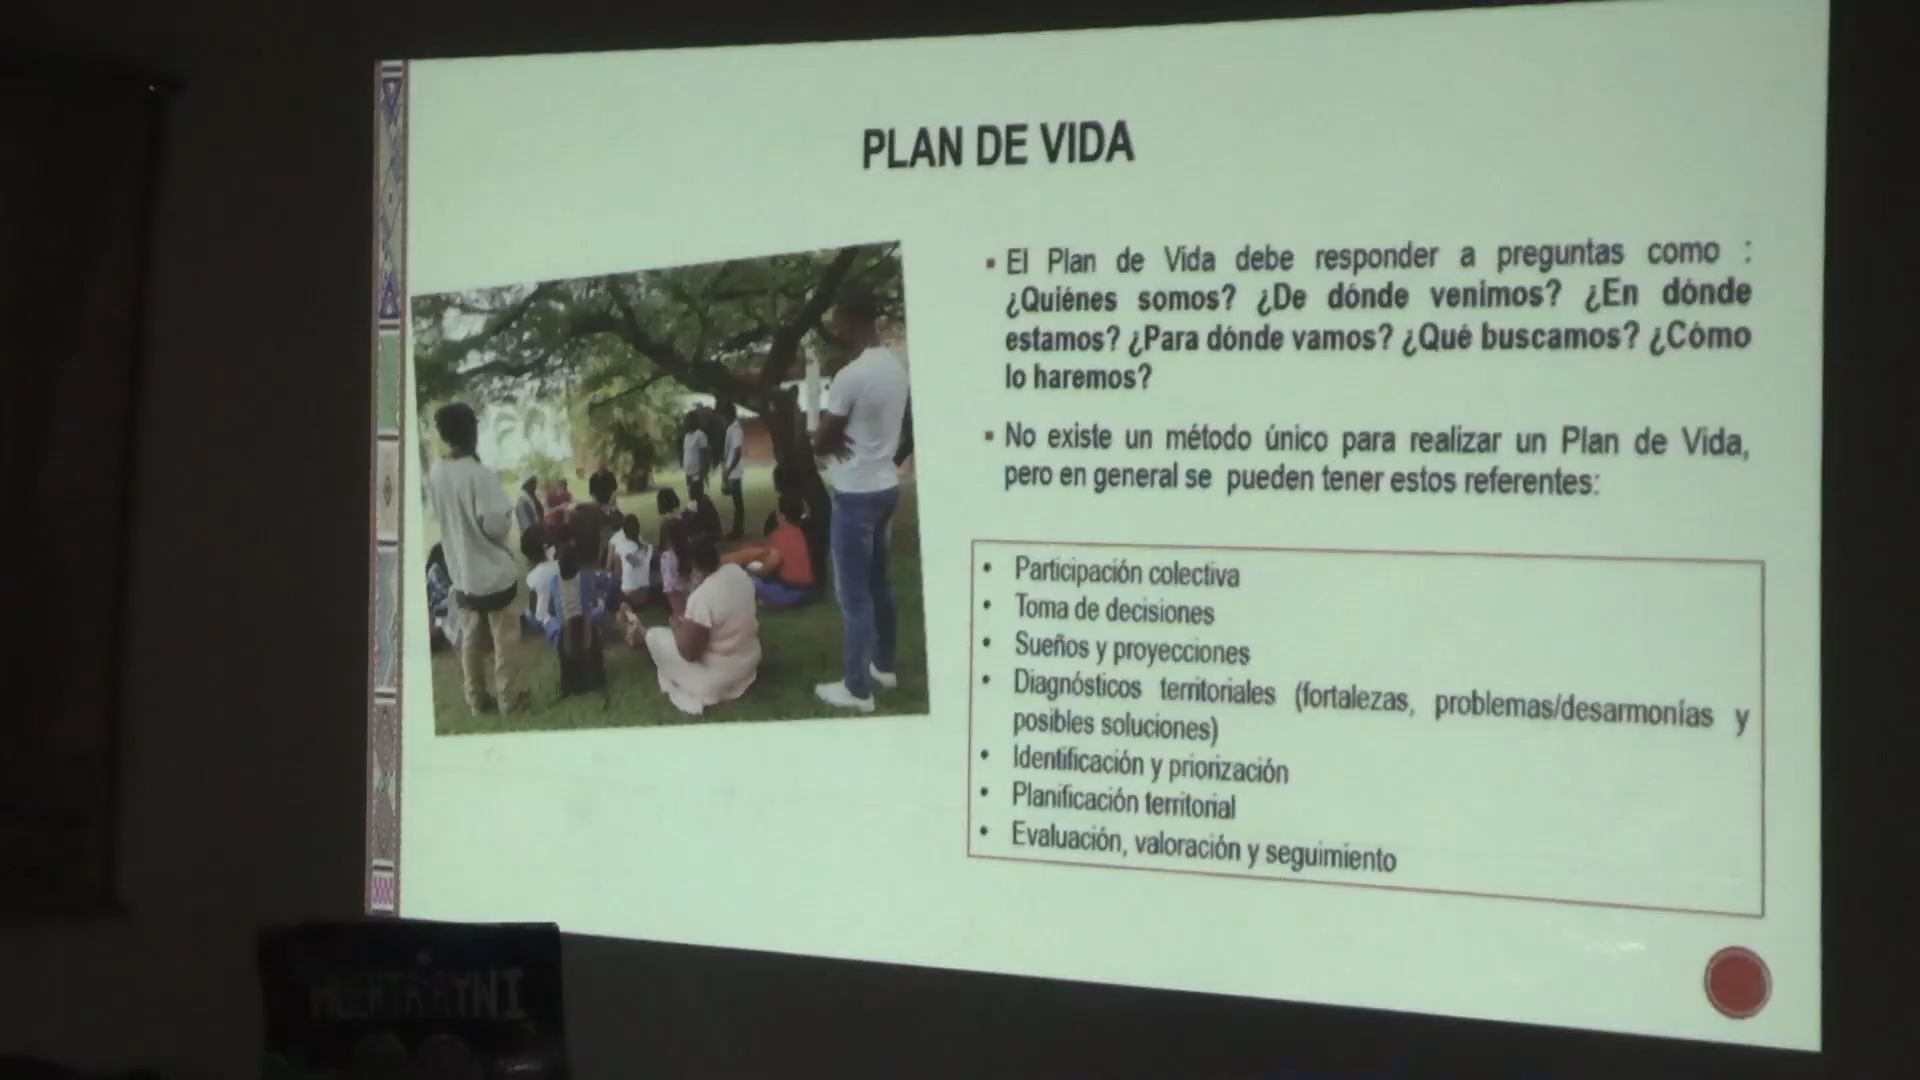 PLAN DE VIDA
▪ El Plan de Vida debe responder a preguntas como :
¿Quiénes somos? ¿De dónde venimos? ¿En dónde
estamos? ¿Para dónde vamos? ¿Qué buscamos? ¿Cómo
lo haremos?
▪ No existe un método único para realizar un Plan de Vida,
pero en general se pueden tener estos referentes:
• Participación colectiva
• Toma de decisiones
• Sueños y proyecciones
• Diagnósticos territoriales (fortalezas, problemas/desarmonías y
posibles soluciones)
• Identificación y priorización
• Planificación territorial
• Evaluación, valoración y seguimiento